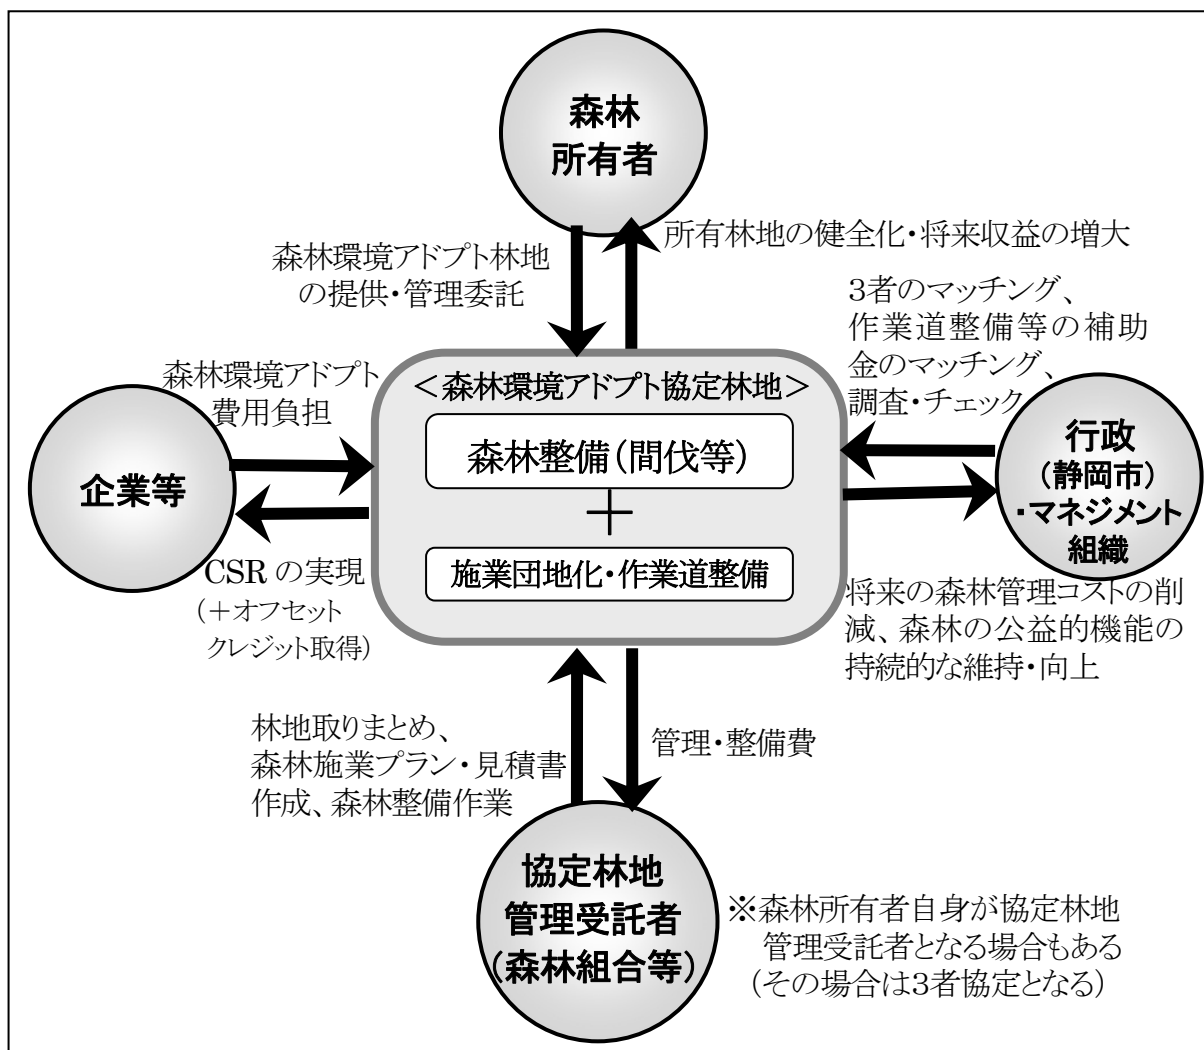 森林
所有者
所有林地の健全化・将来収益の増大
森林環境アドプト林地
の提供・管理委託
3者のマッチング、
作業道整備等の補助
金のマッチング、
調査・チェック
森林環境アドプト
費用負担
＜森林環境アドプト協定林地＞
森林整備（間伐等）
＋
施業団地化・作業道整備
企業等
行政
（静岡市）
・マネジメント
組織
CSR の実現
（＋オフセット
クレジット取得）
将来の森林管理コストの削
減、森林の公益的機能の
持続的な維持・向上
林地取りまとめ、
森林施業プラン・見積書
作成、森林整備作業
管理・整備費
協定林地
管理受託者
（森林組合等）
※森林所有者自身が協定林地
管理受託者となる場合もある
（その場合は3者協定となる）